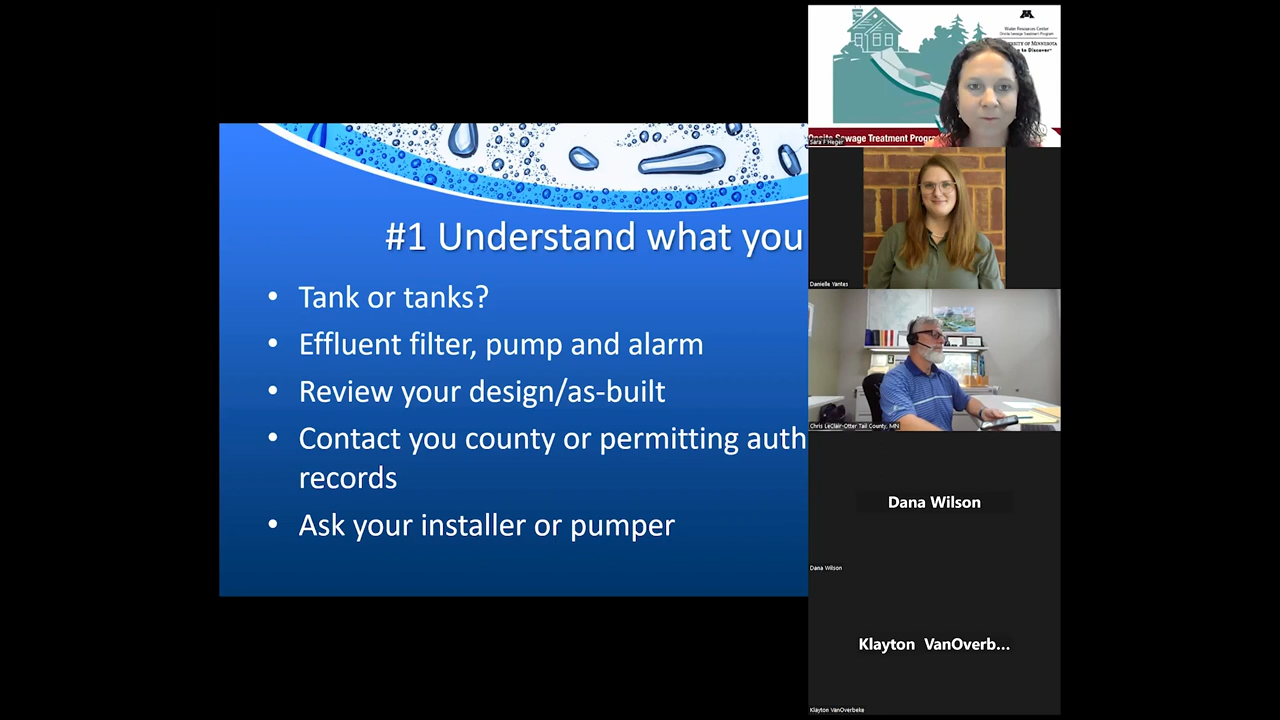 #1 Understand what you
• Tank or tanks?
• Effluent filter, pump and alarm
• Review your design/as-built
• Contact you county or permitting auth
records
• Ask your installer or pumper
Water Resources Center
Onsite Sewage Treatment Program
UNIVERSITY OF MINNESOTA
to Discover
Onsite Sewage Treatment Progr
Sara F Heger
Danielle Yantes
Chris LeClair-Otter Tail County, MN
Dana Wilson
Dana Wilson
Klayton VanOverb...
Klayton VanOverbeke